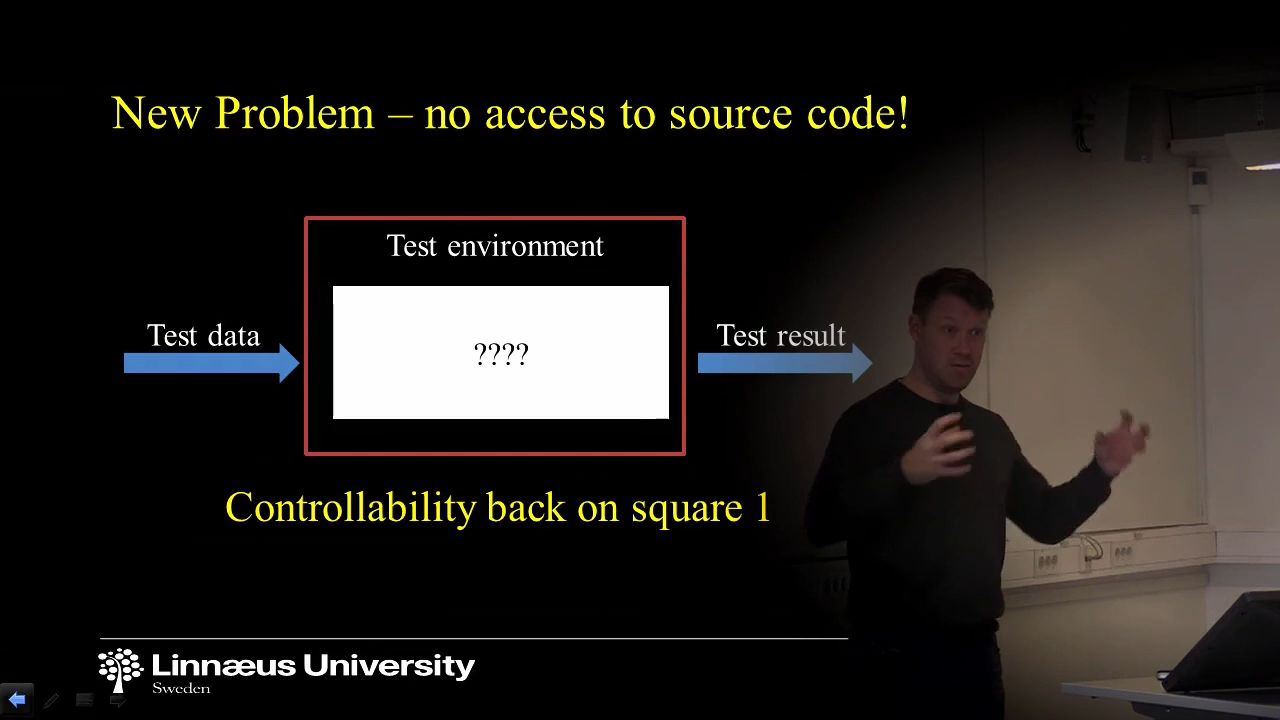 New Problem – no access to source code!
Test environment
Test data
????
Test result
Controllability back on square 1
Linnæus University
Sweden